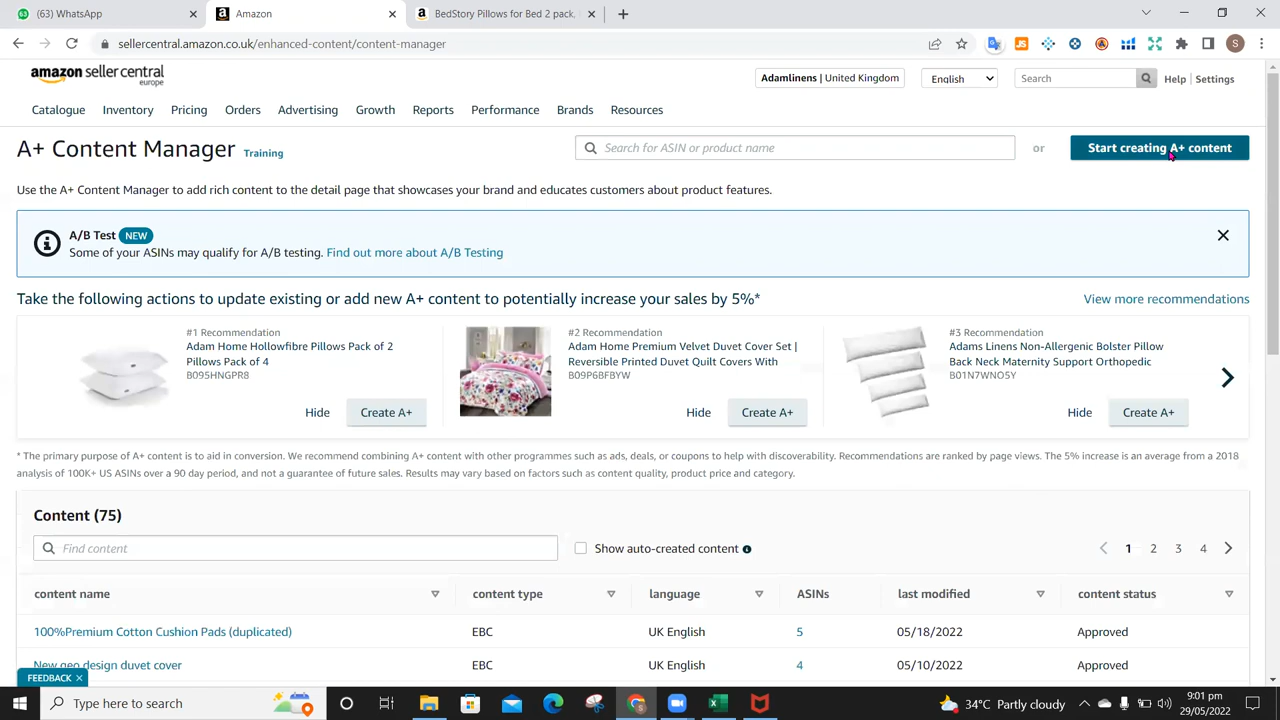 (63) WhatsApp
Amazon
BedStory Pillows for Bed 2 pack,
sellercentral.amazon.co.uk/enhanced-content/content-manager
S
amazon seller central
europe
Adamlinens | United Kingdom
English
Search
Help | Settings
Catalogue Inventory Pricing Orders Advertising Growth Reports Performance Brands Resources
A+ Content Manager Training
Search for ASIN or product name
or
Start creating A+ content
Use the A+ Content Manager to add rich content to the detail page that showcases your brand and educates customers about product features.
A/B Test NEW
Some of your ASINs may qualify for A/B testing. Find out more about A/B Testing
Take the following actions to update existing or add new A+ content to potentially increase your sales by 5%*
View more recommendations
#1 Recommendation
Adam Home Hollowfibre Pillows Pack of 2
Pillows Pack of 4
B095HNGPR8
Hide
Create A+
#2 Recommendation
Adam Home Premium Velvet Duvet Cover Set |
Reversible Printed Duvet Quilt Covers With
B09P6BFBYW
Hide
Create A+
#3 Recommendation
Adams Linens Non-Allergenic Bolster Pillow
Back Neck Maternity Support Orthopedic
B01N7WNO5Y
Hide
Create A+
* The primary purpose of A+ content is to aid in conversion. We recommend combining A+ content with other programmes such as ads, deals, or coupons to help with discoverability. Recommendations are ranked by page views. The 5% increase is an average from a 2018
analysis of 100K+ US ASINs over a 90 day period, and not a guarantee of future sales. Results may vary based on factors such as content quality, product price and category.
Content (75)
Find content
Show auto-created content
1 2 3 4
content name content type language ASINs last modified content status
100%Premium Cotton Cushion Pads (duplicated) EBC UK English 5 05/18/2022 Approved
New geo design duvet cover EBC UK English 4 05/10/2022 Approved
FEEDBACK
Type here to search
34°C Partly cloudy
9:01 pm
29/05/2022